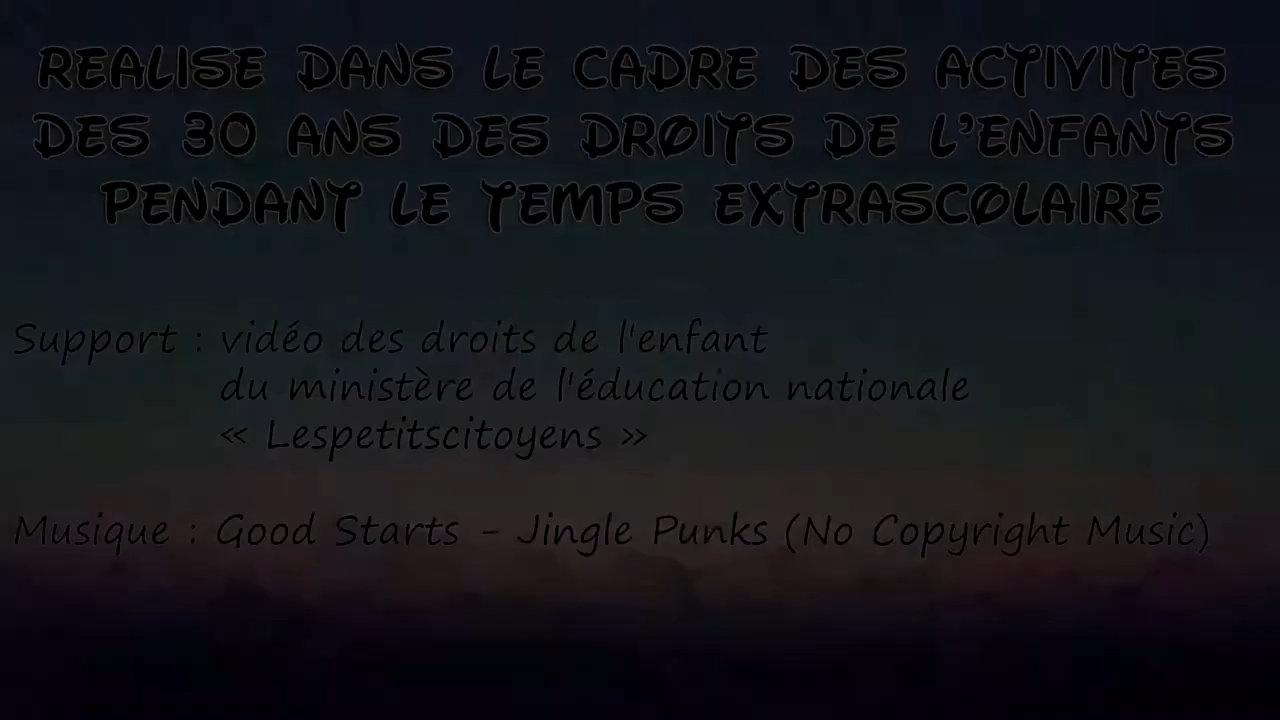 REALISE DANS LE CADRE DES ACTIVITES
DES 30 ANS DES DROITS DE L'ENFANTS
PENDANT LE TEMPS EXTRASCOLAIRE
Support : vidéo des droits de l'enfant
du ministère de l'éducation nationale
« Lespetitscitoyens »
Musique : Good Starts - Jingle Punks (No Copyright Music)